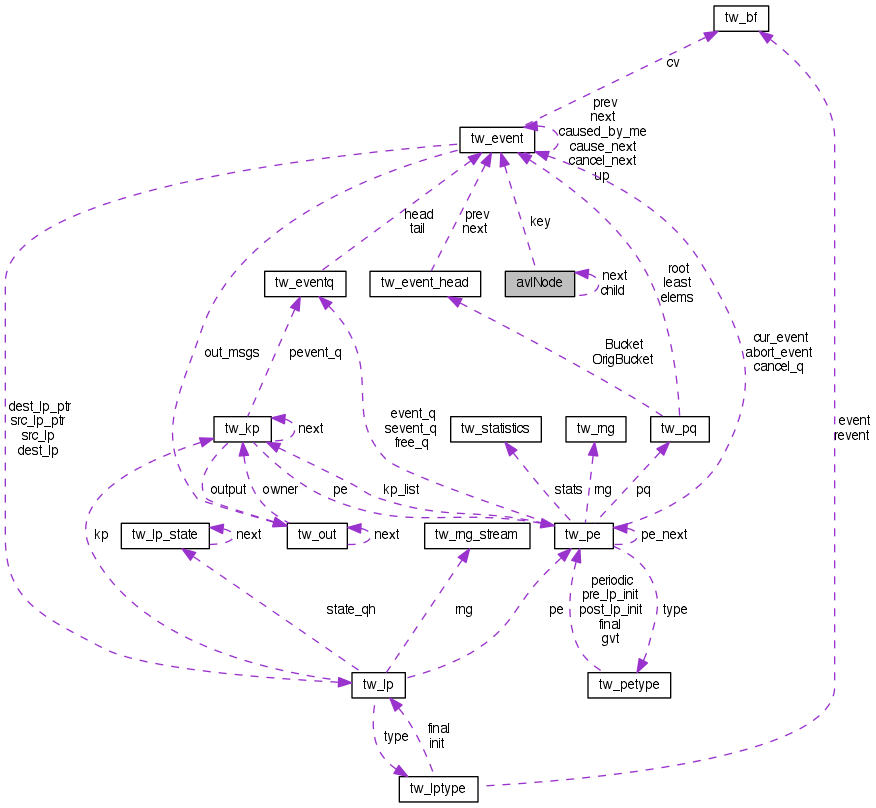 tw_bf
cv
prev
next
caused_by_me
cause_next
cancel_next
up
tw_event
head
tail
prev
next
key
tw_eventq
tw_event_head
avlNode
next
child
root
least
elems
out_msgs
pevent_q
Bucket
OrigBucket
cur_event
abort_event
cancel_q
dest_lp_ptr
src_lp_ptr
src_lp
dest_lp
event_q
sevent_q
free_q
event
revent
tw_kp
next
tw_statistics
tw_rng
tw_pq
output
owner
pe
kp_list
stats
rng
pq
kp
tw_lp_state
next
tw_out
next
tw_rng_stream
tw_pe
pe_next
state_qh
rng
pe
periodic
pre_lp_init
post_lp_init
final
gvt
type
tw_lp
tw_petype
type
final
init
tw_lptype